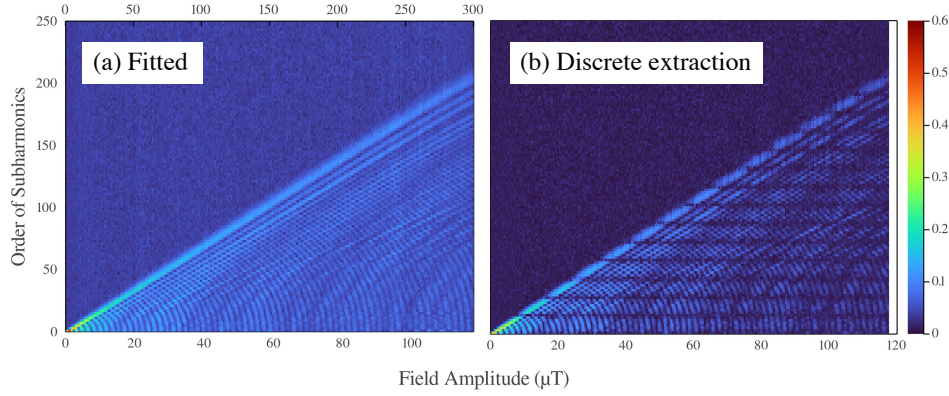 0 50 100 150 200 250 300
250
200
150
100
50
0
(a) Fitted
(b) Discrete extraction
0.6
0.5
0.4
0.3
0.2
0.1
0
Order of Subharmonics
0 20 40 60 80 100
0 20 40 60 80 100 120
Field Amplitude (μT)